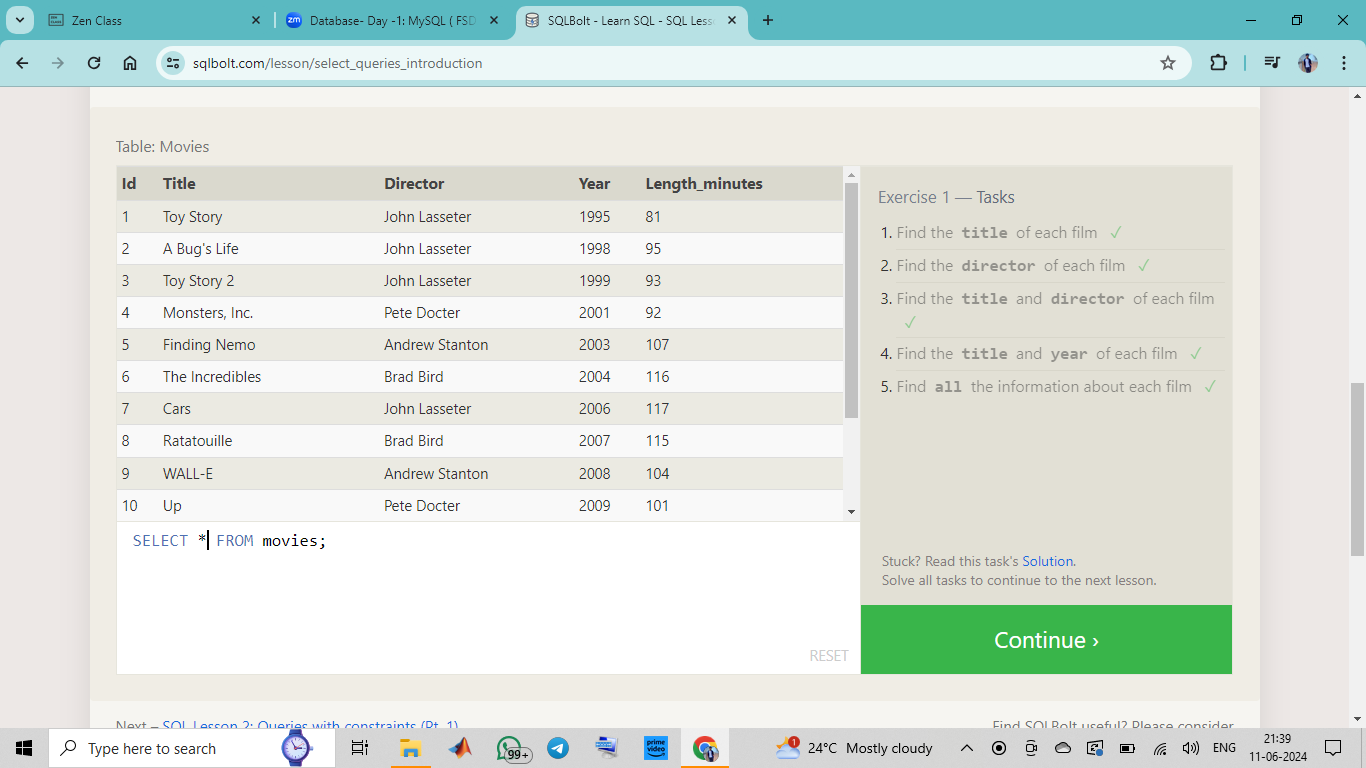 Zen Class
Database- Day -1: MySQL ( FSD
SQLBolt - Learn SQL - SQL Less
sqlbolt.com/lesson/select_queries_introduction
Table: Movies
Id Title Director Year Length_minutes
1 Toy Story John Lasseter 1995 81
2 A Bug's Life John Lasseter 1998 95
3 Toy Story 2 John Lasseter 1999 93
4 Monsters, Inc. Pete Docter 2001 92
5 Finding Nemo Andrew Stanton 2003 107
6 The Incredibles Brad Bird 2004 116
7 Cars John Lasseter 2006 117
8 Ratatouille Brad Bird 2007 115
9 WALL-E Andrew Stanton 2008 104
10 Up Pete Docter 2009 101
SELECT * FROM movies;
RESET
Exercise 1 — Tasks
1. Find the title of each film ✓
2. Find the director of each film ✓
3. Find the title and director of each film
✓
4. Find the title and year of each film ✓
5. Find all the information about each film ✓
Stuck? Read this task's Solution.
Solve all tasks to continue to the next lesson.
Continue ›
Next – SQL Lesson 2: Queries with constraints (Pt. 1)
Find SQLBolt useful? Please consider
Type here to search
99+
prime video
1
24°C Mostly cloudy
ENG
21:39
11-06-2024